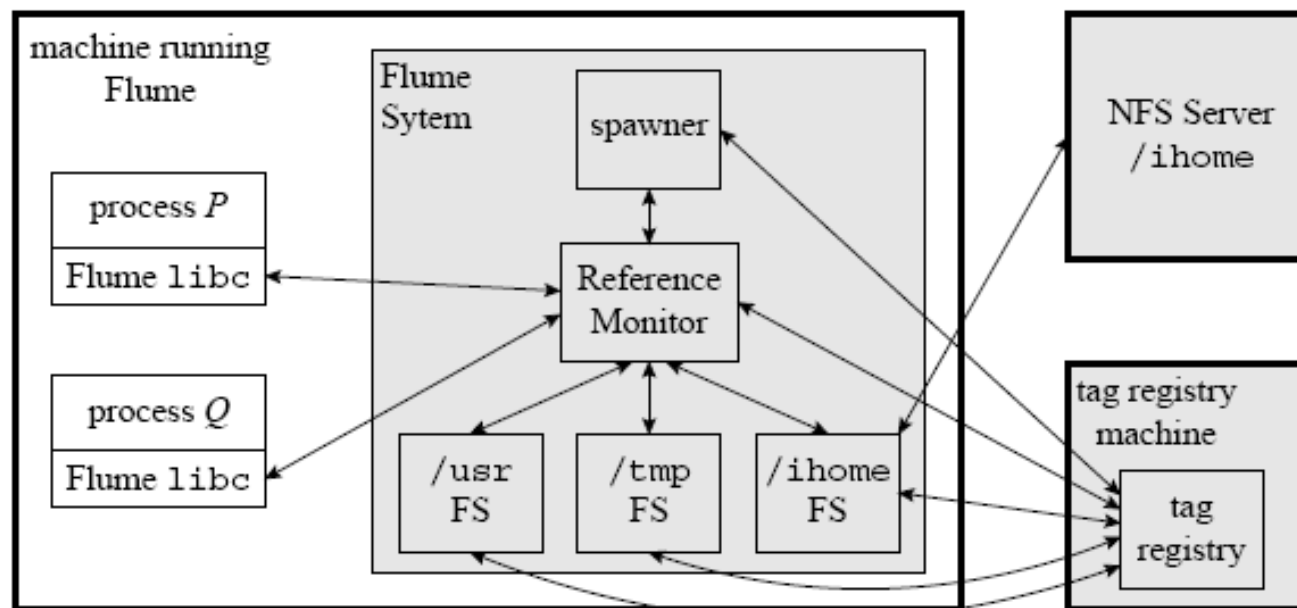 machine running
Flume
Flume
Sytem
spawner
NFS Server
/ihome
process P
Flume libc
Reference
Monitor
process Q
Flume libc
/usr
FS
/tmp
FS
/ihome
FS
tag registry
machine
tag
registry